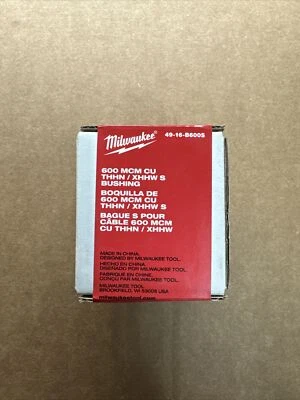 Milwaukee
49-16-B600S
600 MCM CU
THHN / XHHW S
BUSHING
BOQUILLA DE
600 MCM CU
THHN / XHHW S
BAGUE S POUR
CÂBLE 600 MCM
CU THHN / XHHW
MADE IN CHINA.
DESIGNED BY MILWAUKEE TOOL.
HECHO EN CHINA.
DISEÑADO POR MILWAUKEE TOOL.
FABRIQUÉ EN CHINE.
CONÇU PAR MILWAUKEE TOOL.
MILWAUKEE TOOL
BROOKFIELD, WI 53005 USA
milwaukeetool.com